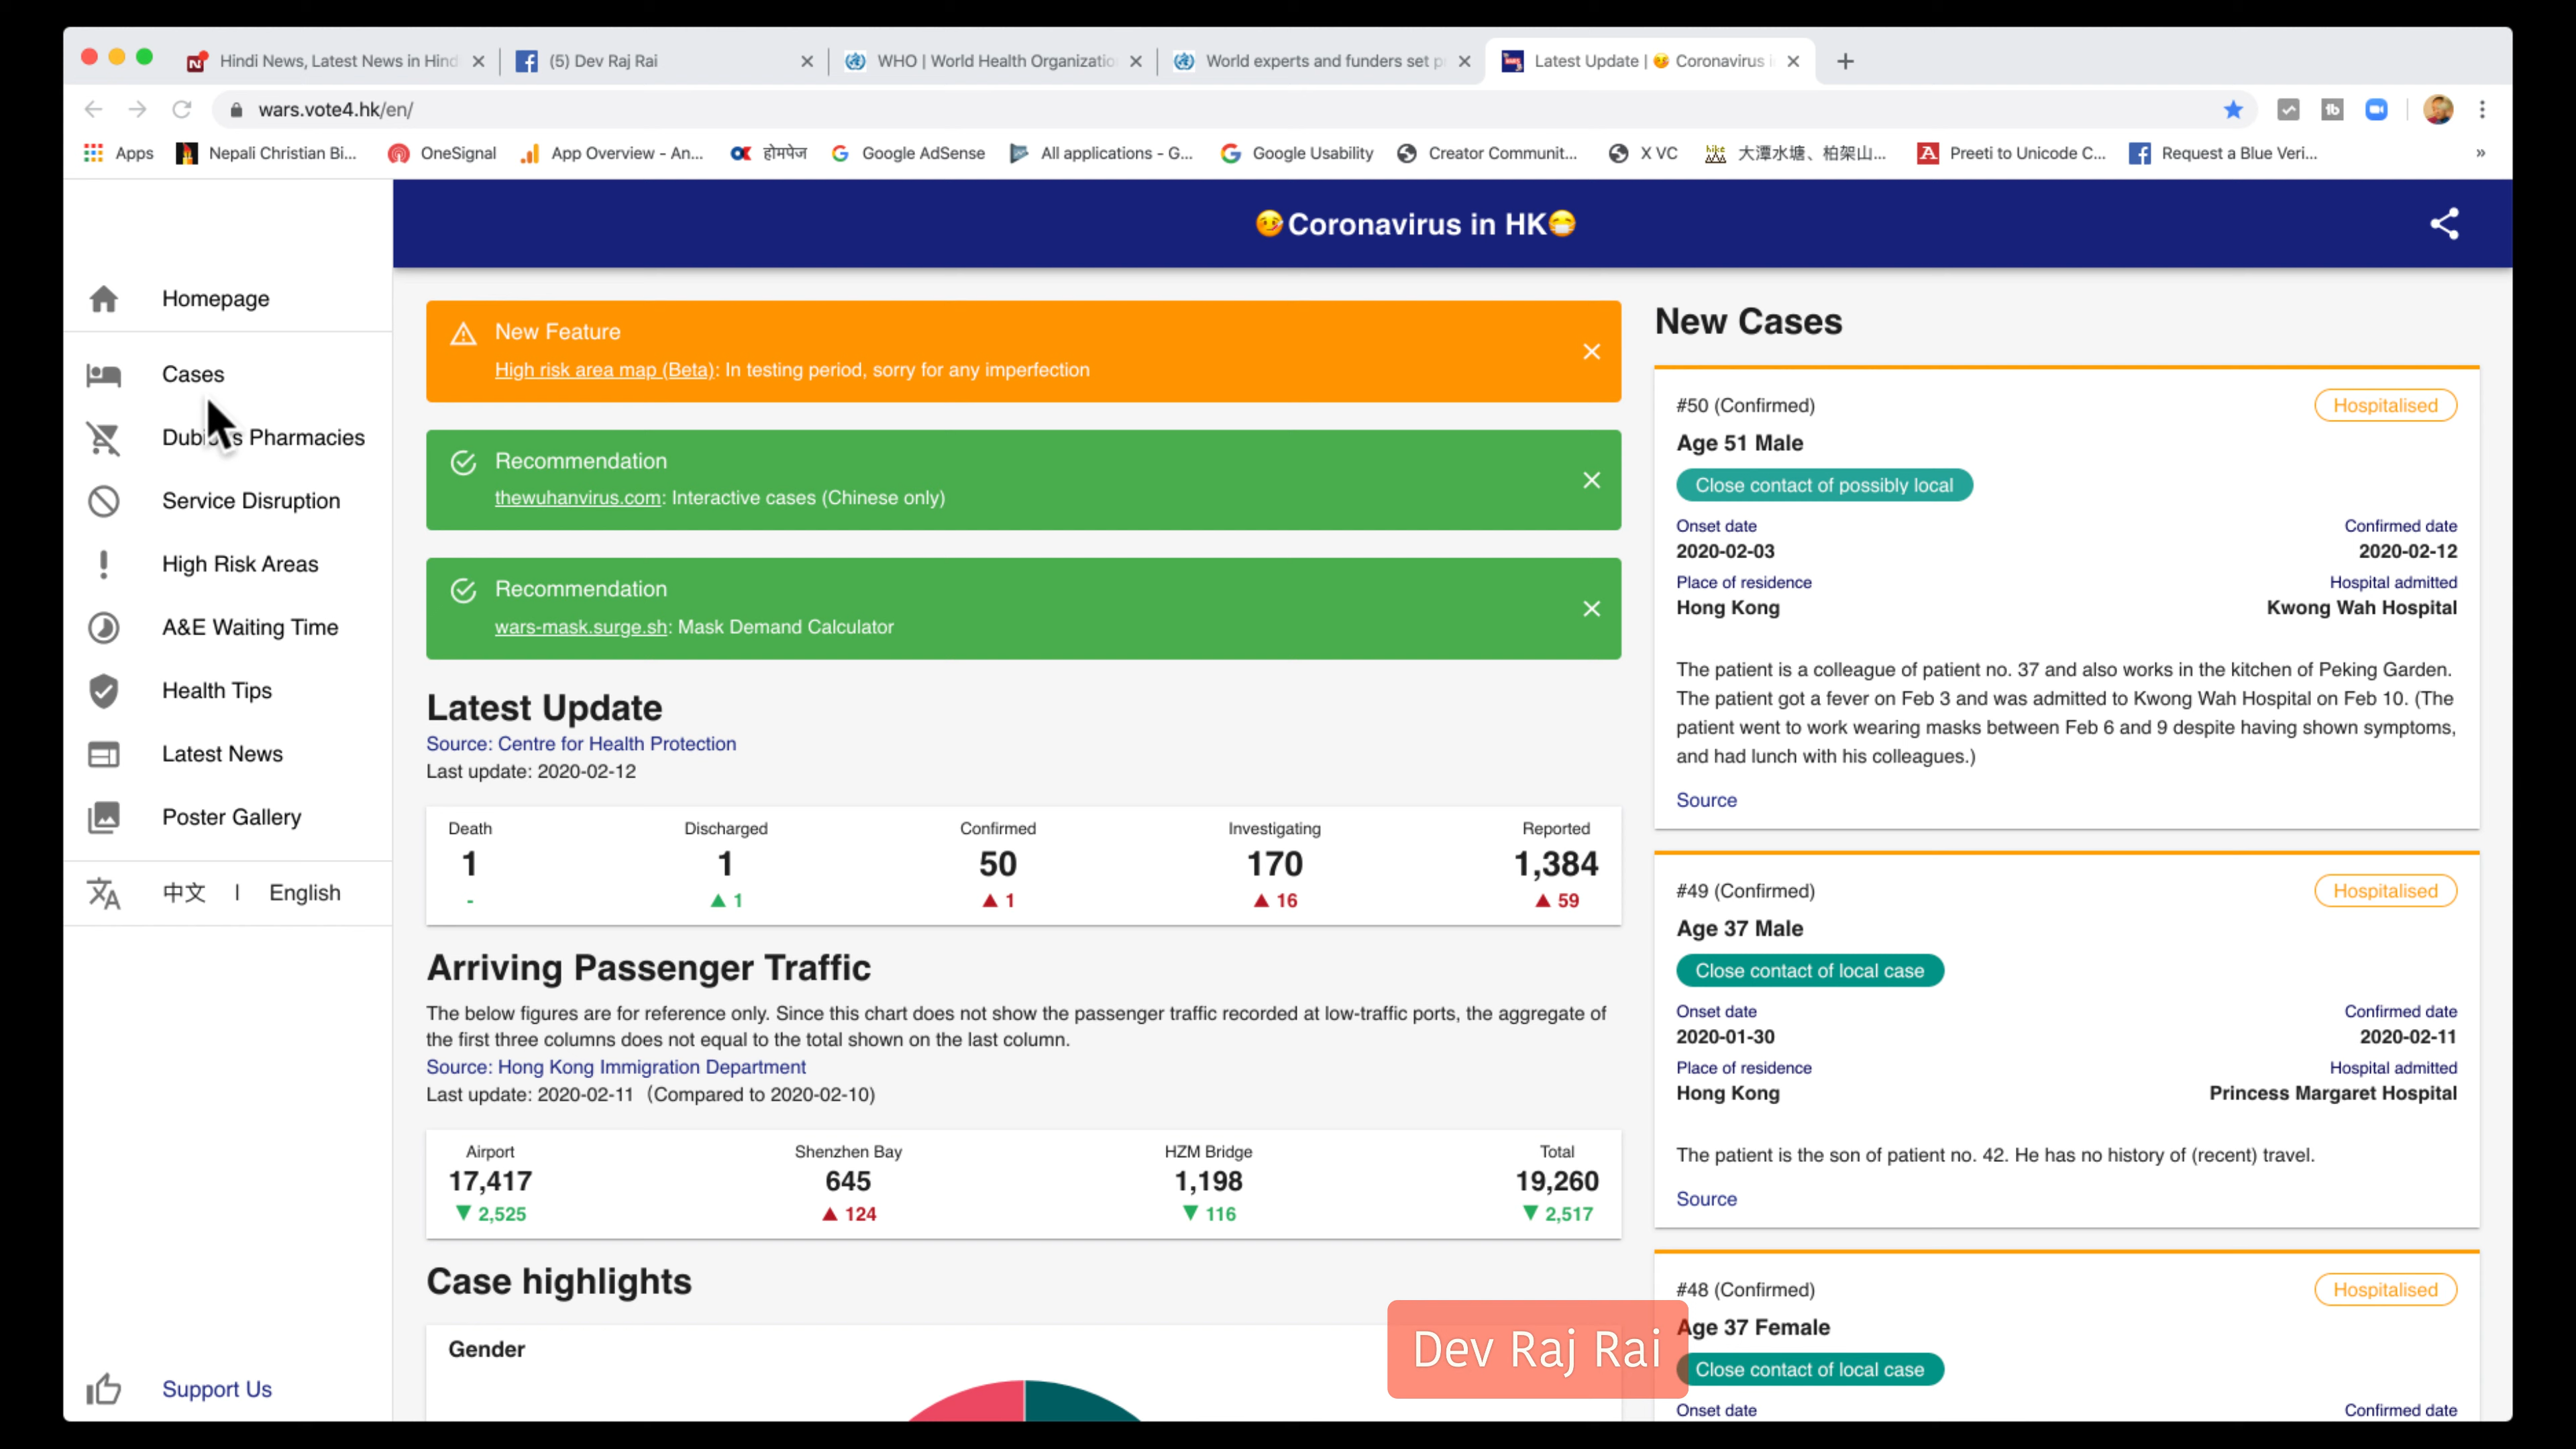 Hindi News, Latest News in Hind
(5) Dev Raj Rai
WHO | World Health Organizatio
World experts and funders set p
Latest Update | 🤒 Coronavirus i
wars.vote4.hk/en/
Apps
Nepali Christian Bi...
OneSignal
App Overview - An...
होमपेज
Google AdSense
All applications - G...
Google Usability
Creator Communit...
X VC
大潭水塘、柏架山...
Preeti to Unicode C...
Request a Blue Veri...
»
🤒Coronavirus in HK😷
Homepage
Cases
Pharmacies
Service Disruption
High Risk Areas
A&E Waiting Time
Health Tips
Latest News
Poster Gallery
中文 | English
Support Us
New Feature
High risk area map (Beta): In testing period, sorry for any imperfection
Recommendation
thewuhanvirus.com: Interactive cases (Chinese only)
Recommendation
wars-mask.surge.sh: Mask Demand Calculator
Latest Update
Source: Centre for Health Protection
Last update: 2020-02-12
Death Discharged Confirmed Investigating Reported
1 1 50 170 1,384
- ▲ 1 ▲ 1 ▲ 16 ▲ 59
Arriving Passenger Traffic
The below figures are for reference only. Since this chart does not show the passenger traffic recorded at low-traffic ports, the aggregate of
the first three columns does not equal to the total shown on the last column.
Source: Hong Kong Immigration Department
Last update: 2020-02-11 (Compared to 2020-02-10)
Airport Shenzhen Bay HZM Bridge Total
17,417 645 1,198 19,260
▼ 2,525 ▲ 124 ▼ 116 ▼ 2,517
Case highlights
Gender
New Cases
#50 (Confirmed) Hospitalised
Age 51 Male
Close contact of possibly local
Onset date Confirmed date
2020-02-03 2020-02-12
Place of residence Hospital admitted
Hong Kong Kwong Wah Hospital
The patient is a colleague of patient no. 37 and also works in the kitchen of Peking Garden.
The patient got a fever on Feb 3 and was admitted to Kwong Wah Hospital on Feb 10. (The
patient went to work wearing masks between Feb 6 and 9 despite having shown symptoms,
and had lunch with his colleagues.)
Source
#49 (Confirmed) Hospitalised
Age 37 Male
Close contact of local case
Onset date Confirmed date
2020-01-30 2020-02-11
Place of residence Hospital admitted
Hong Kong Princess Margaret Hospital
The patient is the son of patient no. 42. He has no history of (recent) travel.
Source
#48 (Confirmed) Hospitalised
Age 37 Female
Close contact of local case
Onset date Confirmed date
Dev Raj Rai